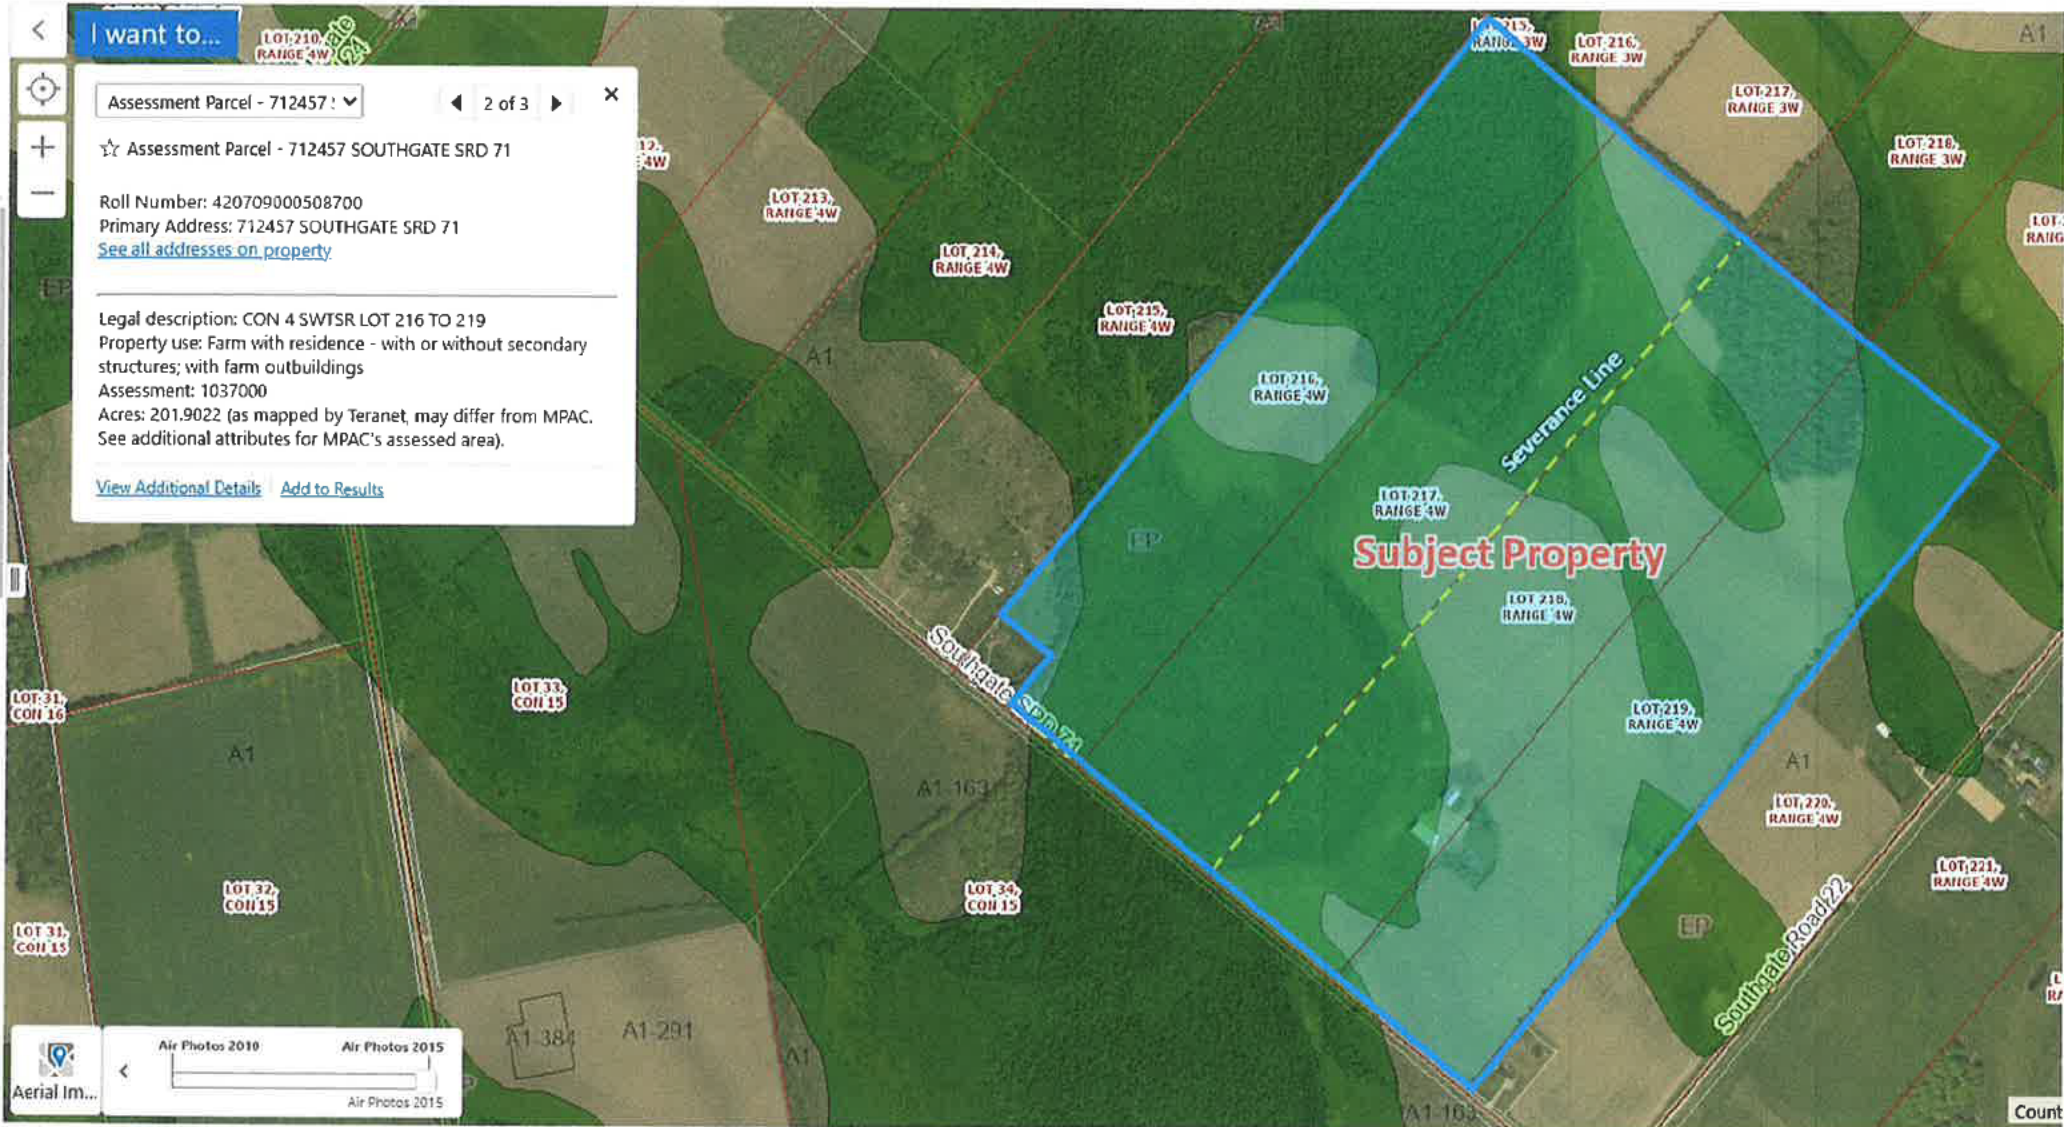 I want to...
Assessment Parcel - 712457 :
2 of 3
Assessment Parcel - 712457 SOUTHGATE SRD 71
Roll Number: 420709000508700
Primary Address: 712457 SOUTHGATE SRD 71
See all addresses on property
Legal description: CON 4 SWTSR LOT 216 TO 219
Property use: Farm with residence - with or without secondary
structures; with farm outbuildings
Assessment: 1037000
Acres: 201.9022 (as mapped by Teranet, may differ from MPAC.
See additional attributes for MPAC's assessed area).
View Additional Details
Add to Results
LOT 210,
RANGE 4W
12,
4W
LOT 213,
RANGE 4W
LOT 214,
RANGE 4W
LOT 215,
RANGE 4W
LOT 216,
RANGE 3W
LOT 217,
RANGE 3W
LOT 218,
RANGE 3W
A1
EP
A1
LOT 216,
RANGE 4W
Severance Line
LOT 217,
RANGE 4W
EP
Subject Property
LOT 218,
RANGE 4W
LOT 219,
RANGE 4W
Southgate SRD 71
LOT 31,
CON 16
LOT 33,
CON 15
A1
A1-163
A1
LOT 220,
RANGE 4W
LOT 221,
RANGE 4W
LOT 32,
CON 15
LOT 34,
CON 15
LOT 31,
CON 15
EP
Southgate Road 22
A1-384
A1-291
A1
A1-163
Aerial Im...
Air Photos 2010
Air Photos 2015
Air Photos 2015
Count